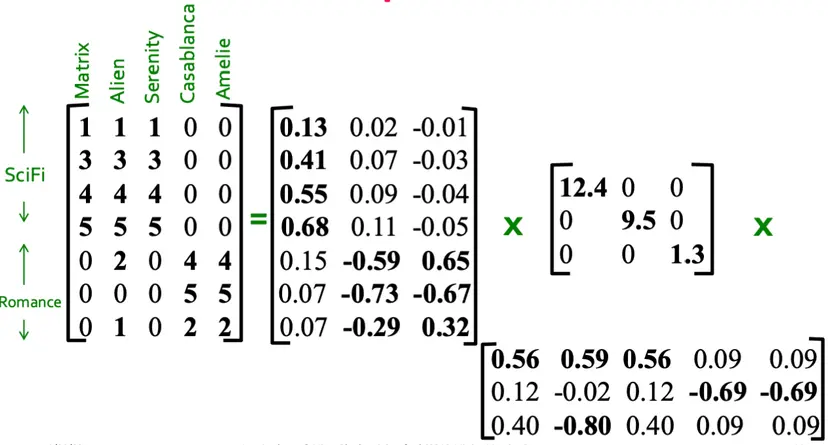 Matrix
Alien
Serenity
Casablanca
Amelie
SciFi
Romance
1 1 1 0 0
3 3 3 0 0
4 4 4 0 0
5 5 5 0 0
0 2 0 4 4
0 0 0 5 5
0 1 0 2 2
=
0.13 0.02 -0.01
0.41 0.07 -0.03
0.55 0.09 -0.04
0.68 0.11 -0.05
0.15 -0.59 0.65
0.07 -0.73 -0.67
0.07 -0.29 0.32
x
12.4 0 0
0 9.5 0
0 0 1.3
x
0.56 0.59 0.56 0.09 0.09
0.12 -0.02 0.12 -0.69 -0.69
0.40 -0.80 0.40 0.09 0.09